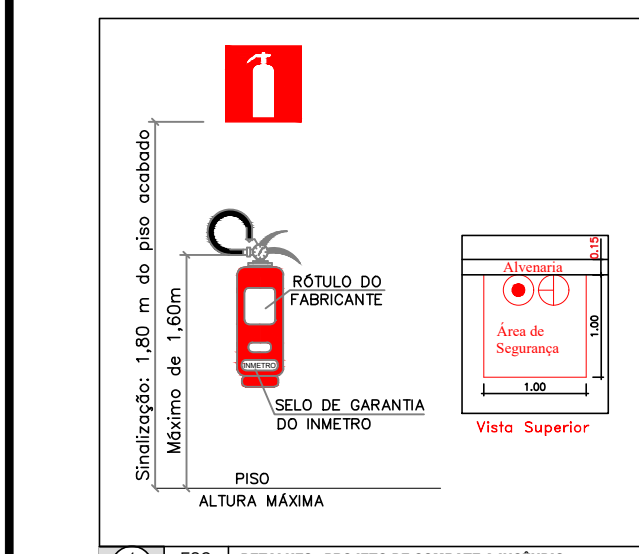 Sinalização: 1,80 m do piso acabado
Máximo de 1,60m
RÓTULO DO
FABRICANTE
INMETRO
SELO DE GARANTIA
DO INMETRO
PISO
ALTURA MÁXIMA
0.15
Alvenaria
Área de
Segurança
1.00
1.00
Vista Superior